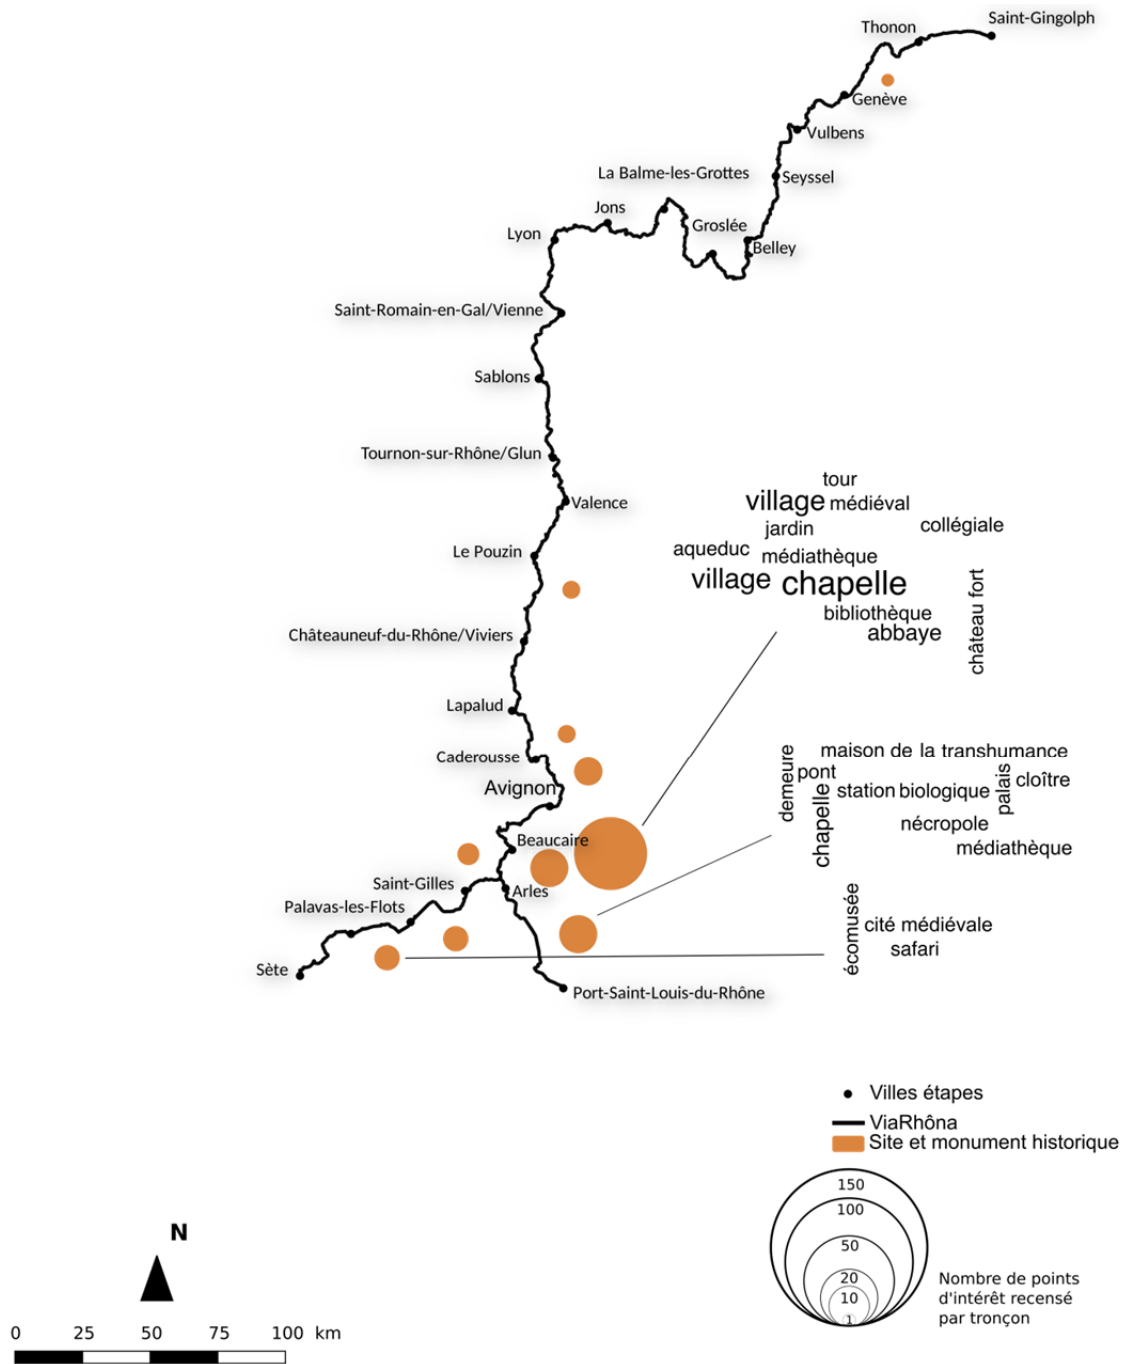 Saint-Gingolph
Thonon
Genève
Vulbens
La Balme-les-Grottes
Seyssel
Jons
Groslée
Lyon
Belley
Saint-Romain-en-Gal/Vienne
Sablons
Tournon-sur-Rhône/Glun
Valence
Le Pouzin
Châteauneuf-du-Rhône/Viviers
Lapalud
Caderousse
Avignon
Beaucaire
Saint-Gilles
Arles
Palavas-les-Flots
Sète
Port-Saint-Louis-du-Rhône
tour
village médiéval
jardin
collégiale
aqueduc
médiathèque
village
chapelle
château fort
bibliothèque
abbaye
maison de la transhumance
demeure
pont
palais
cloître
station biologique
chapelle
nécropole
médiathèque
écomusée
cité médiévale
safari
Villes étapes
ViaRhôna
Site et monument historique
150
100
50
20
10
1
Nombre de points
d'intérêt recensé
par tronçon
N
0 25 50 75 100 km